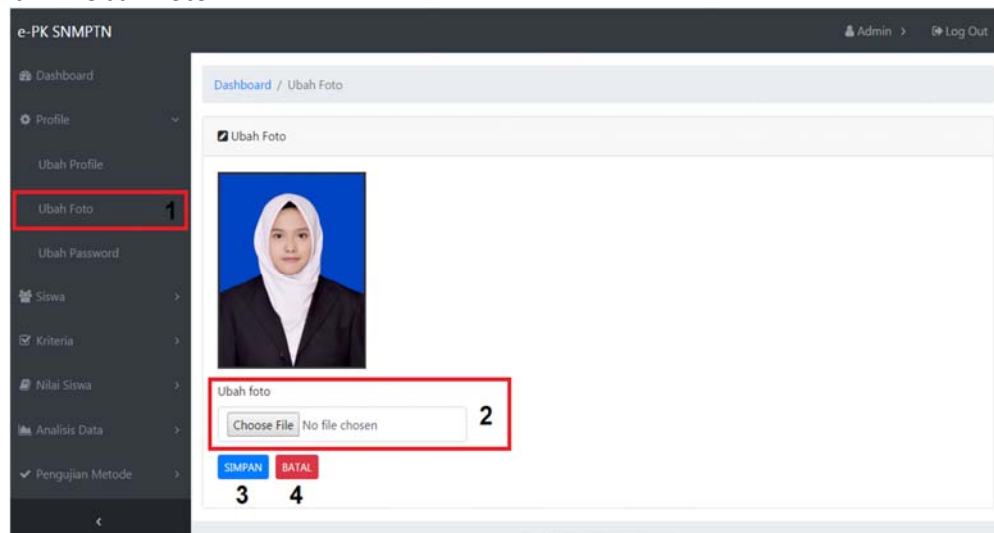 e-PK SNMPTN
Admin
Log Out
Dashboard
Dashboard / Ubah Foto
Profile
Ubah Foto
Ubah Profile
Ubah Foto 1
Ubah Password
Siswa
Kriteria
Nilai Siswa
Ubah foto
Choose File No file chosen 2
Analisis Data
Pengujian Metode
SIMPAN BATAL
3 4